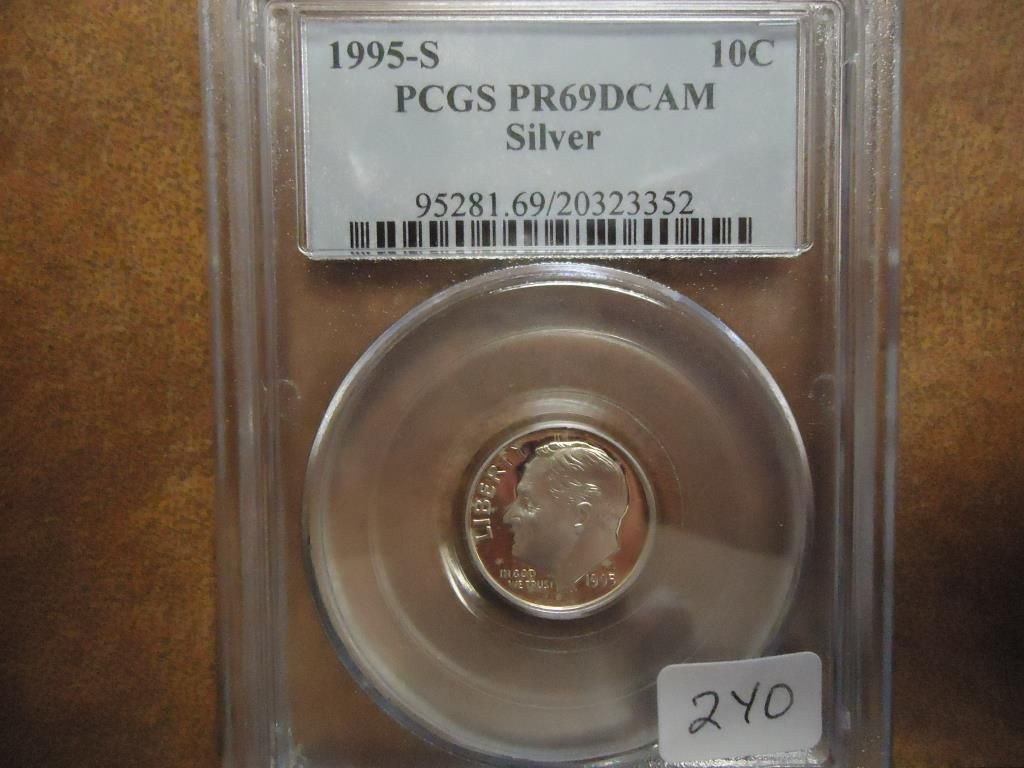 1995-S 10C
PCGS PR69DCAM
Silver
95281.69/20323352
LIBERTY
IN GOD
WE TRUST
1995
240